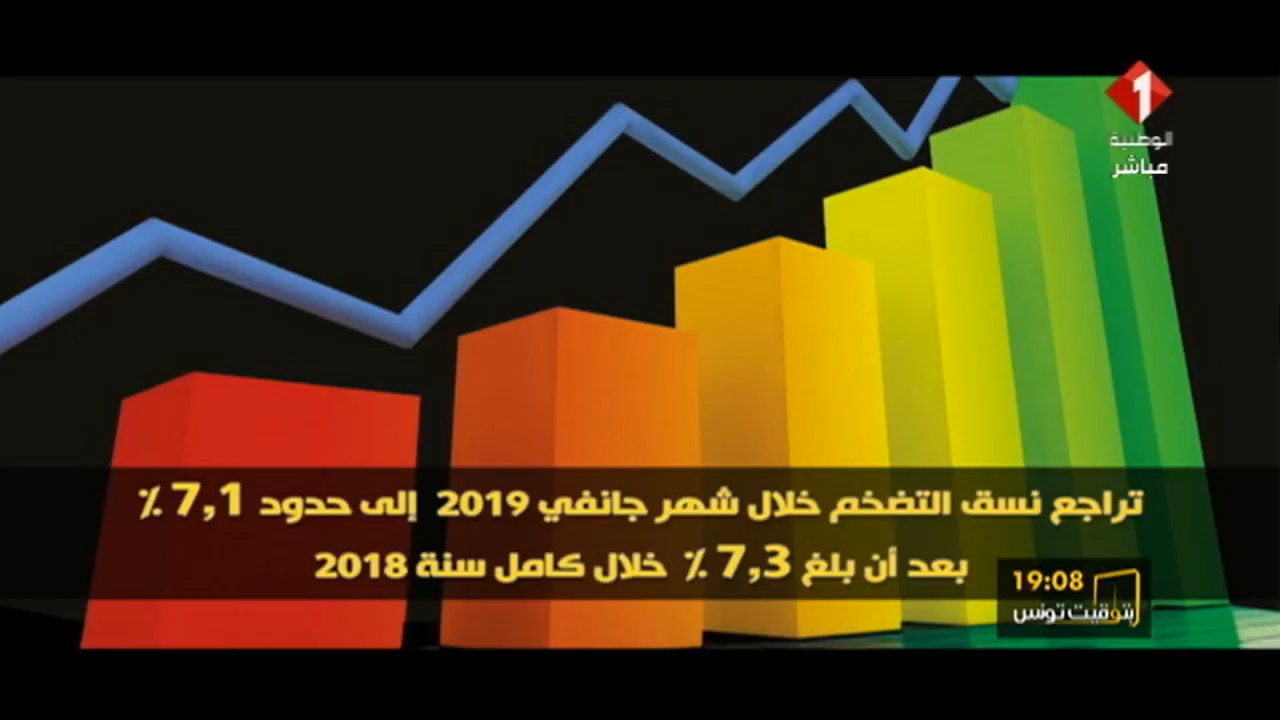 1
الوطنية
مباشر
تراجع نسق التضخم خلال شهر جانفي 2019 إلى حدود 7,1 ٪
بعد أن بلغ 7,3 ٪ خلال كامل سنة 2018
19:08
بتوقيت تونس